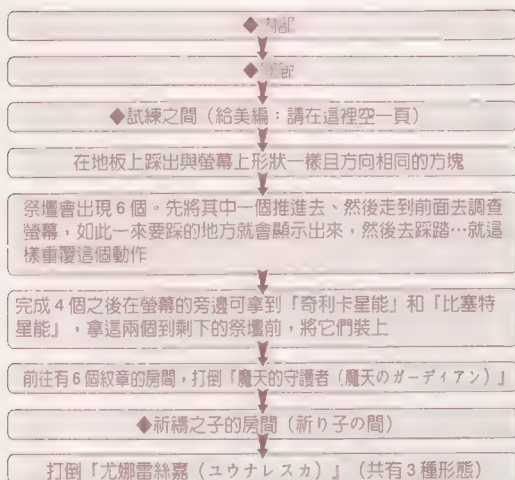 ◆
◆
◆試練之間（給美編：請在這裡空一頁）
在地板上踩出與螢幕上形狀一樣且方向相同的方塊
祭壇會出現6個。先將其中一個推進去、然後走到前面去調查
螢幕，如此一來要踩的地方就會顯示出來，然後去踩踏…就這
樣重覆這個動作
完成4個之後在螢幕的旁邊可拿到『奇利卡星能』和『比塞特
星能』，拿這兩個到剩下的祭壇前，將它們裝上
前往有6個紋章的房間，打倒『魔天的守護者（魔天のガーディアン）』
◆祈禱之子的房間（祈り子の間）
打倒『尤娜雷絲嘉（ユウナレスカ）』（共有3種形態）